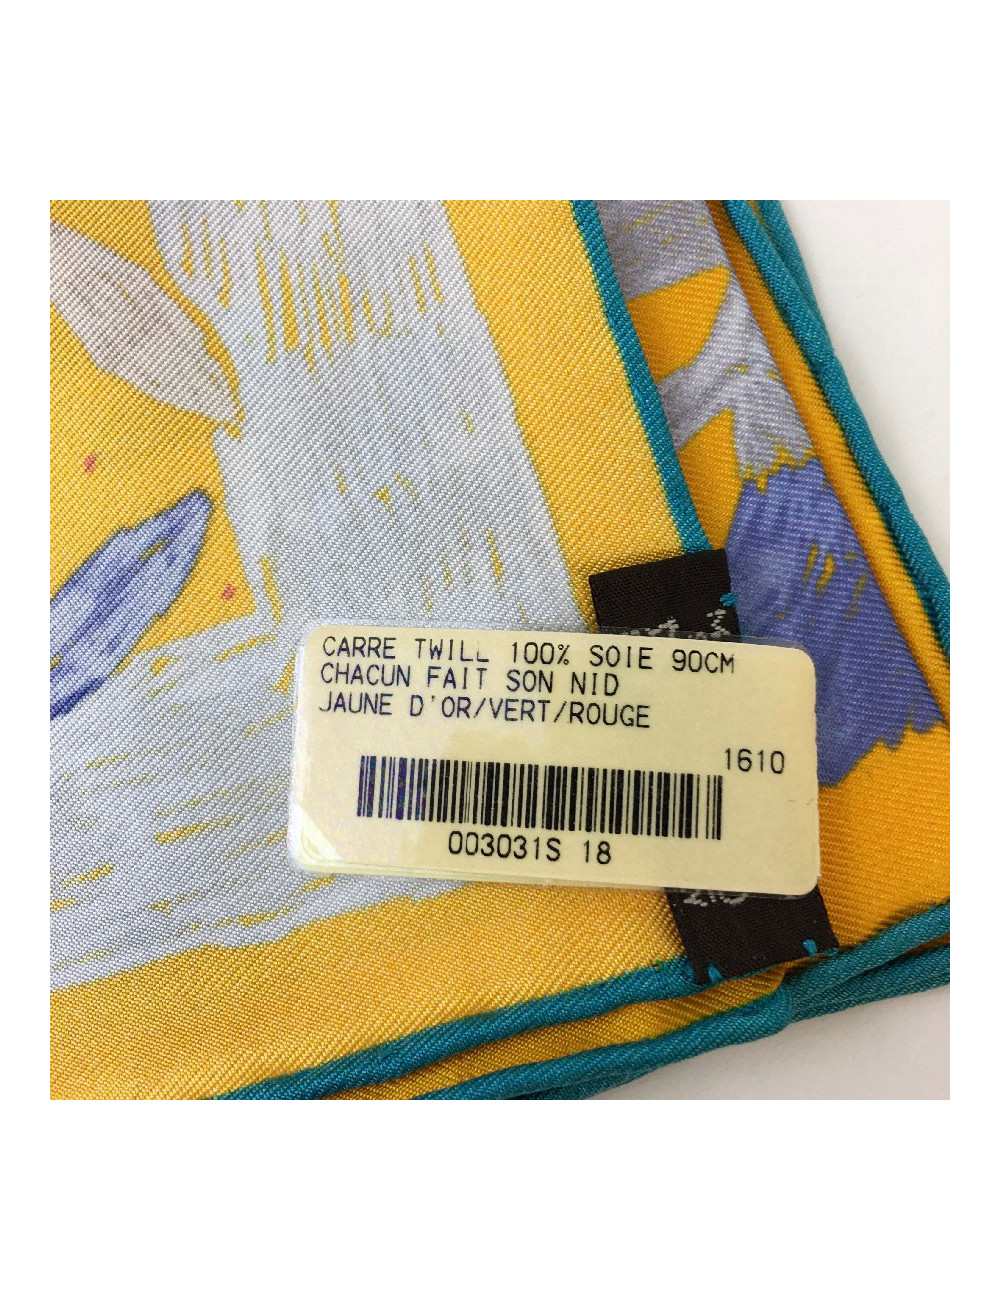 CARRE TWILL 100% SOIE 90CM
CHACUN FAIT SON NID
JAUNE D'OR/VERT/ROUGE
1610
003031S 18